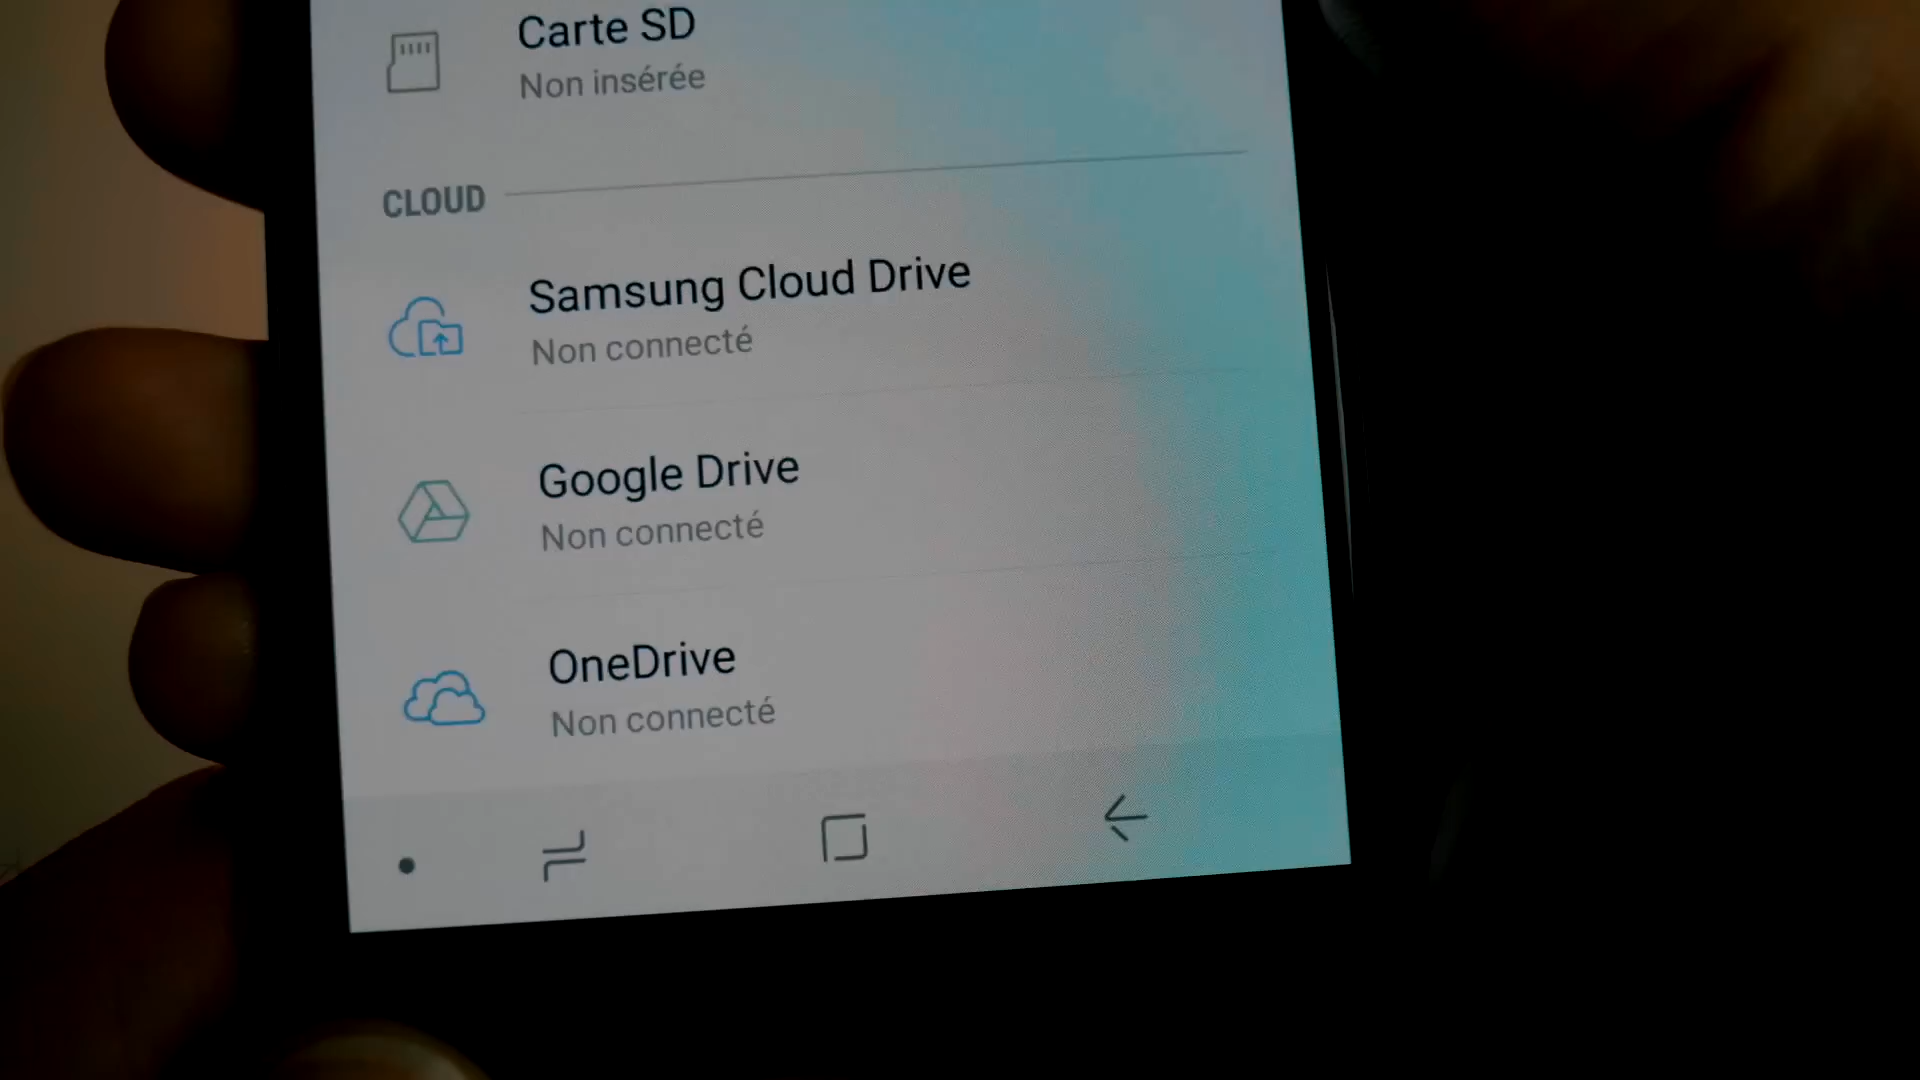 Carte SD
Non insérée
CLOUD
Samsung Cloud Drive
Non connecté
Google Drive
Non connecté
OneDrive
Non connecté